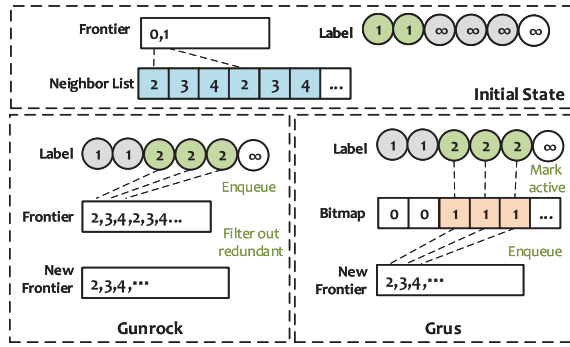 Frontier
0,1
Label 1 1 ∞ ∞ ∞ ∞
Neighbor List 2 3 4 2 3 4 ...
Initial State
Label 1 1 2 2 2 ∞
Enqueue
Frontier
2,3,4,2,3,4...
Filter out
redundant
New
Frontier
2,3,4,...
Gunrock
Label 1 1 2 2 2 ∞
Mark
active
Bitmap 0 0 1 1 1 ...
Enqueue
New
Frontier
2,3,4,...
Grus